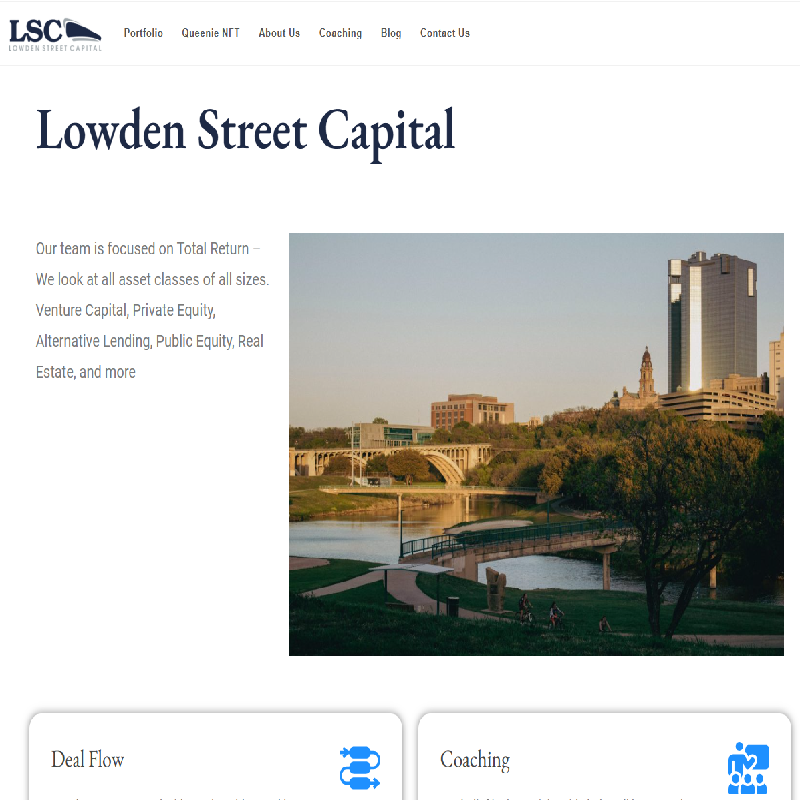 LSC
LOWDEN STREET CAPITAL
Portfolio Queenie NFT About Us Coaching Blog Contact Us
Lowden Street Capital
Our team is focused on Total Return –
We look at all asset classes of all sizes.
Venture Capital, Private Equity,
Alternative Lending, Public Equity, Real
Estate, and more
Deal Flow
Coaching